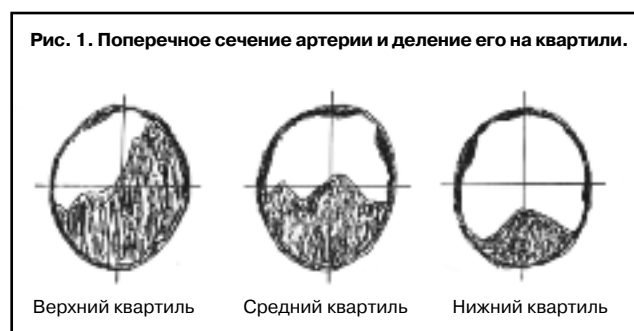 Рис. 1. Поперечное сечение артерии и деление его на квартили.
Верхний квартиль Средний квартиль Нижний квартиль